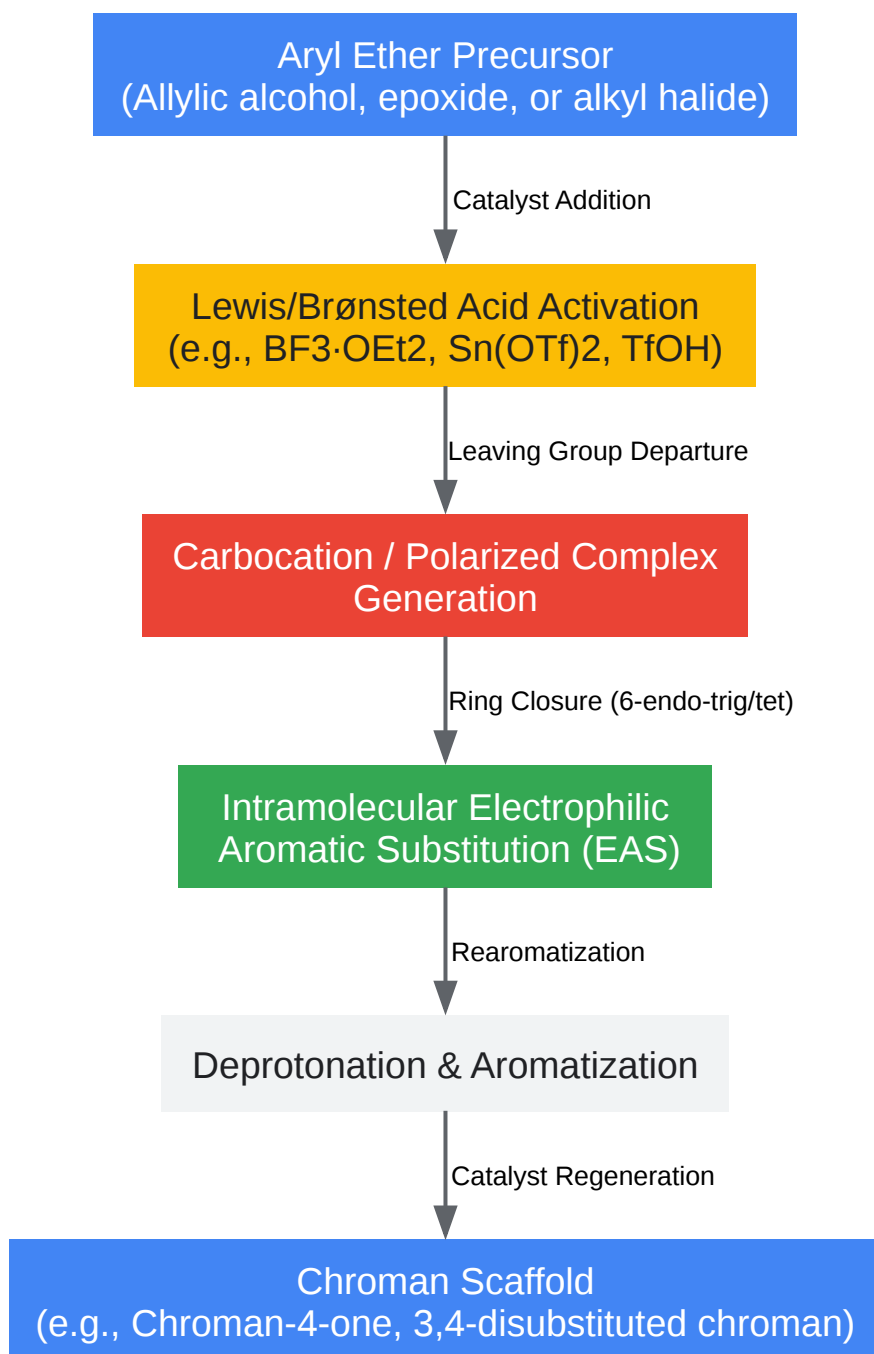 Aryl Ether Precursor
(Allylic alcohol, epoxide, or alkyl halide)
Catalyst Addition
Lewis/Brønsted Acid Activation
(e.g., BF3·OEt2, Sn(OTf)2, TfOH)
Leaving Group Departure
Carbocation / Polarized Complex
Generation
Ring Closure (6-endo-trig/tet)
Intramolecular Electrophilic
Aromatic Substitution (EAS)
Rearomatization
Deprotonation & Aromatization
Catalyst Regeneration
Chroman Scaffold
(e.g., Chroman-4-one, 3,4-disubstituted chroman)